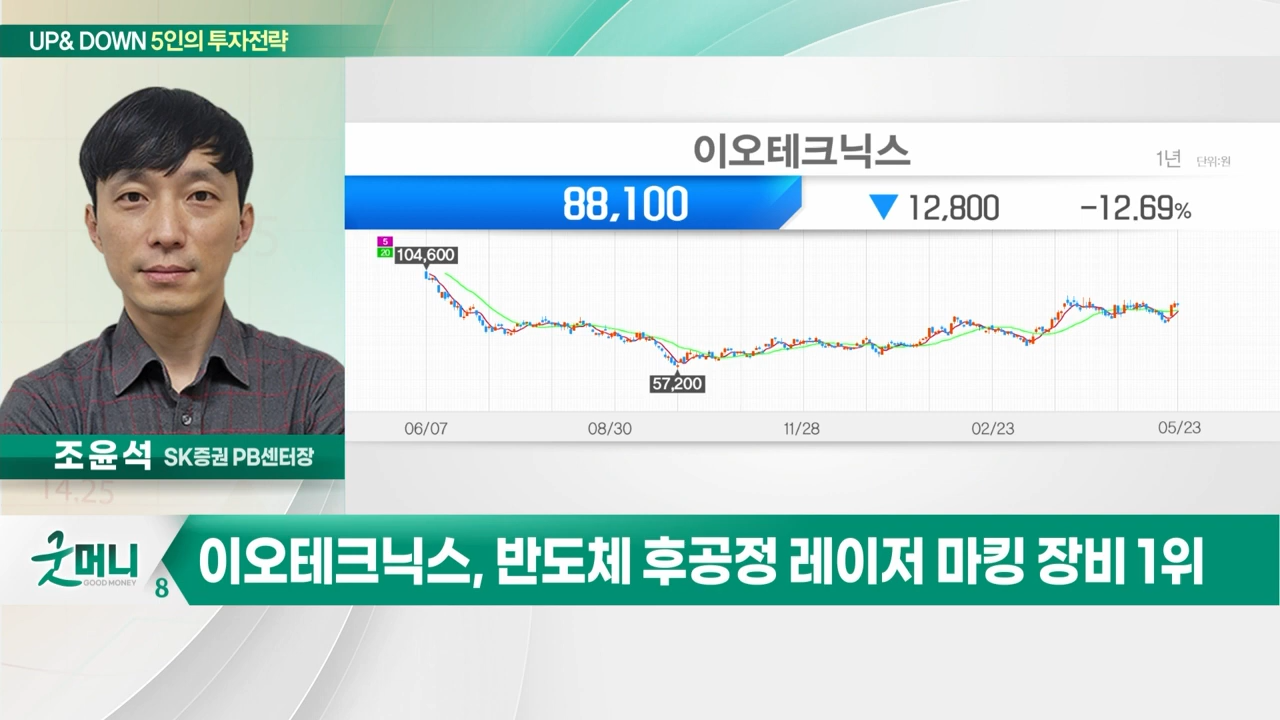 UP& DOWN 5인의 투자전략
이오테크닉스
1년 단위:원
88,100 ▼ 12,800 -12.69%
5
20
104,600
57,200
06/07 08/30 11/28 02/23 05/23
조윤석 SK증권 PB센터장
14.25
굿머니
GOOD MONEY
8
이오테크닉스, 반도체 후공정 레이저 마킹 장비 1위